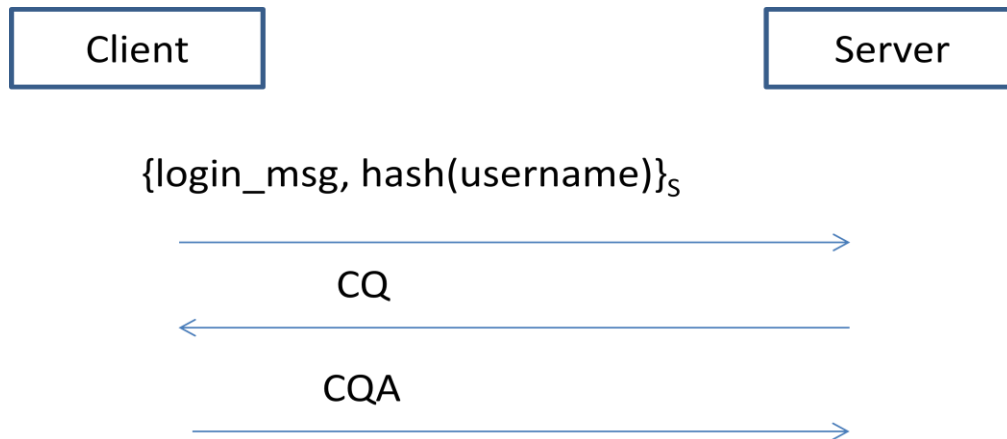 Client
Server
{login_msg, hash(username)}ₛ
CQ
CQA